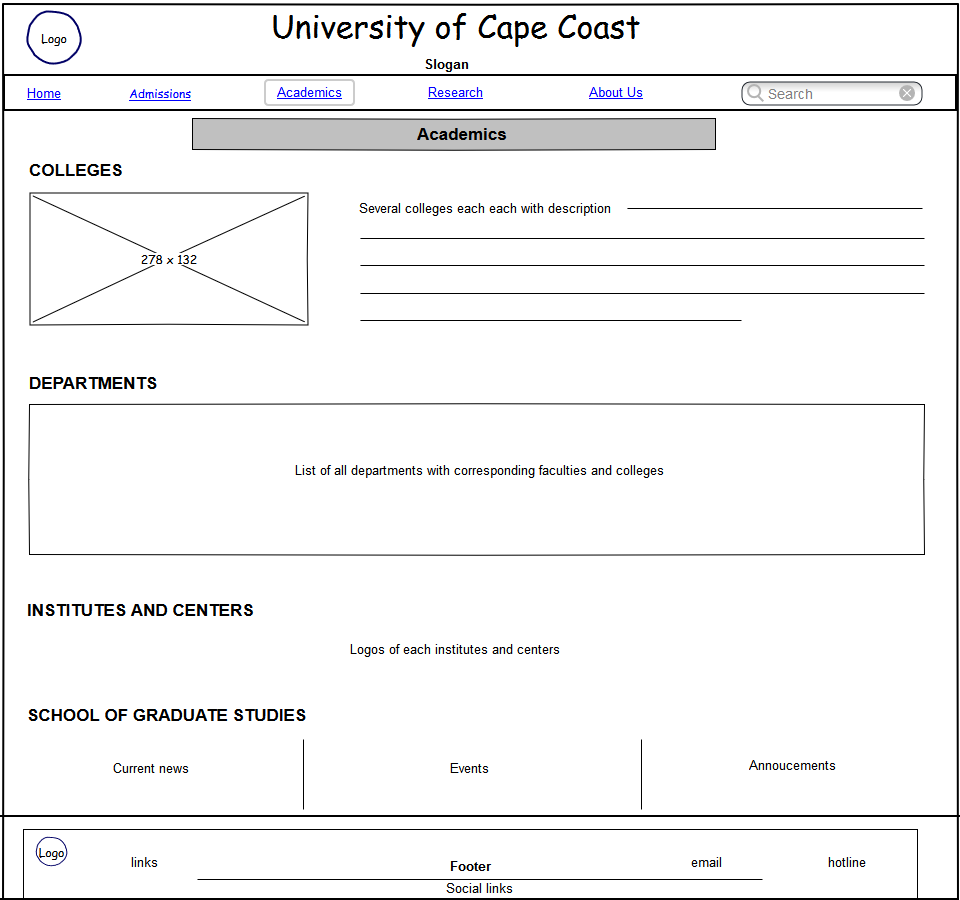 Logo
University of Cape Coast
Slogan
Home Admissions Academics Research About Us Search
Academics
COLLEGES
278 x 132
Several colleges each each with description
DEPARTMENTS
List of all departments with corresponding faculties and colleges
INSTITUTES AND CENTERS
Logos of each institutes and centers
SCHOOL OF GRADUATE STUDIES
Current news Events Annoucements
Logo links Footer email hotline
Social links